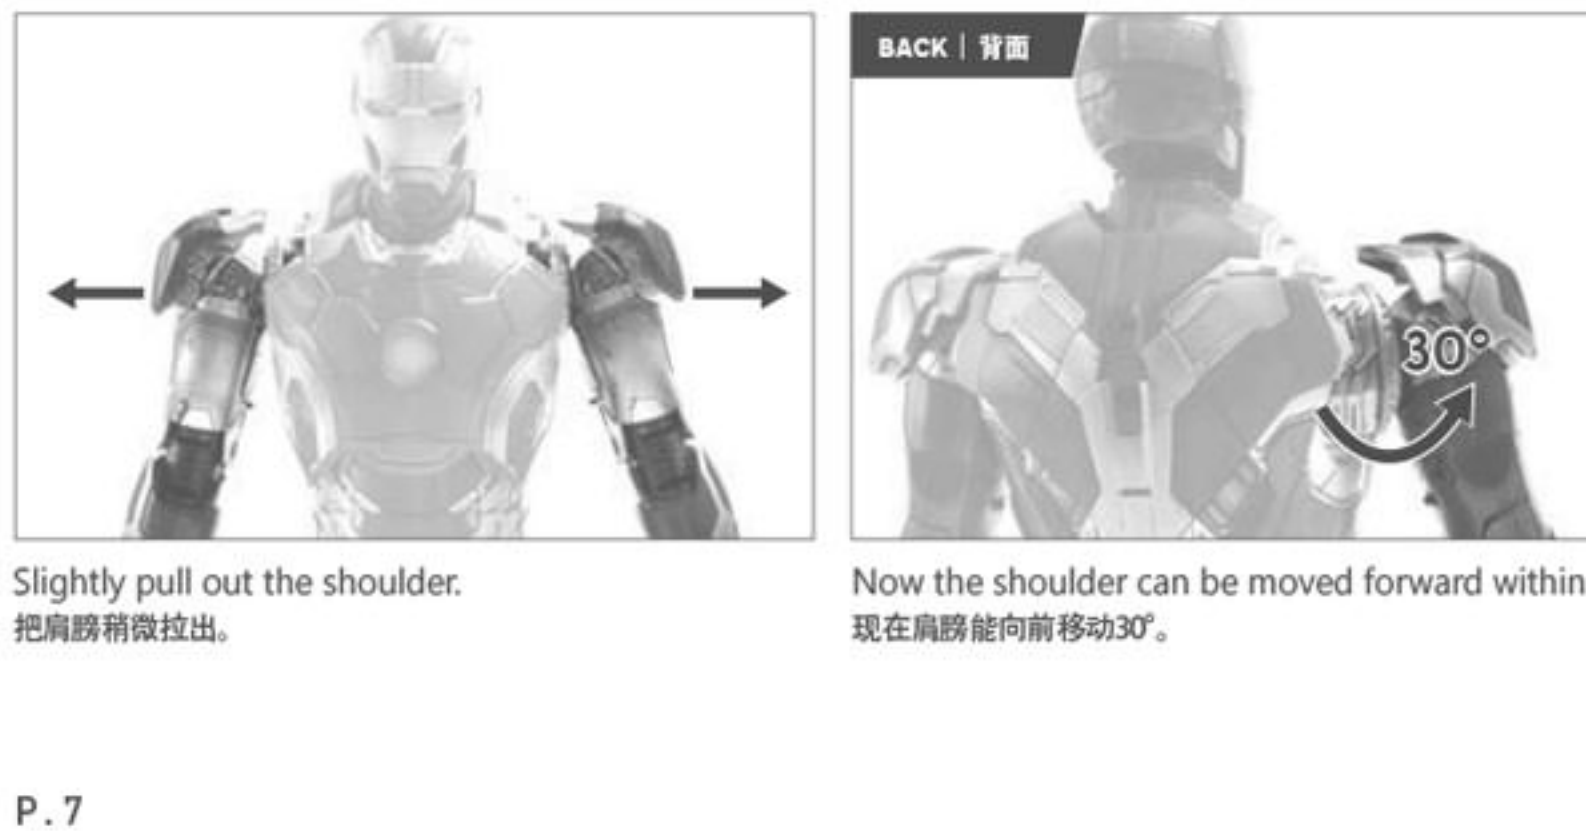 BACK | 背面
30°
Slightly pull out the shoulder.
把肩膀稍微拉出。
Now the shoulder can be moved forward within
现在肩膀能向前移动30°。
P.7